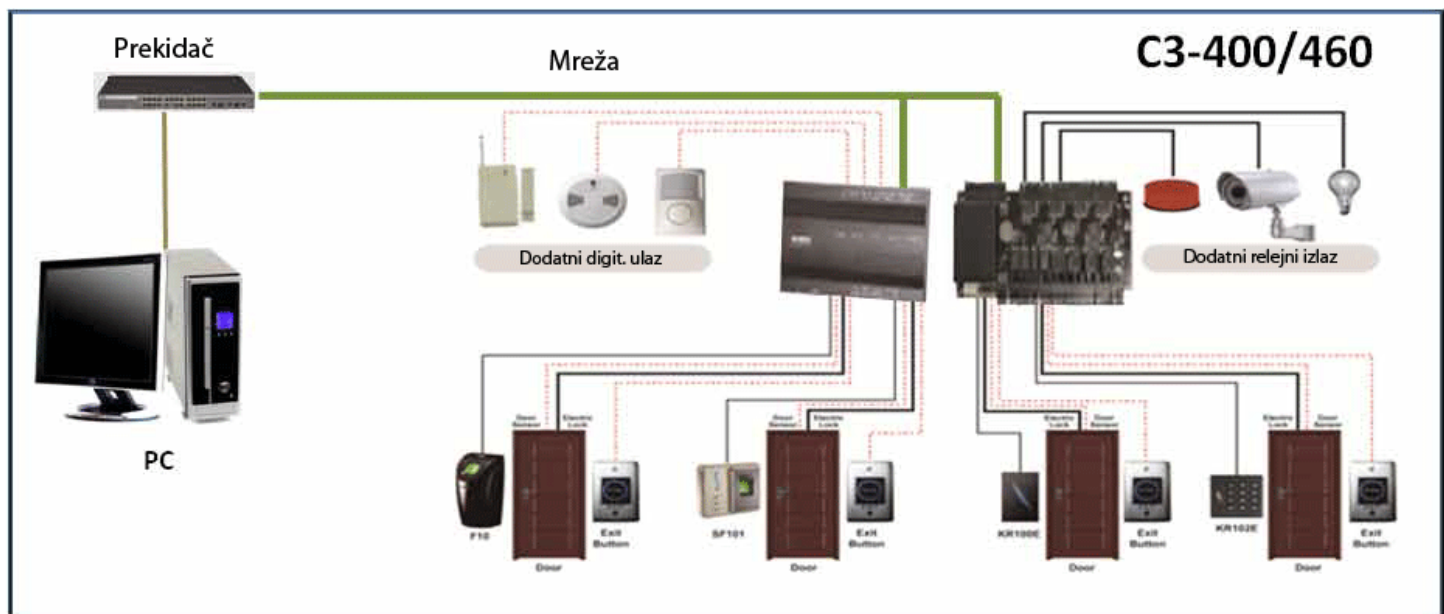 C3-400/460
Prekidač
Mreža
Dodatni digit. ulaz
Dodatni relejni izlaz
PC
Door
Sensor
Electric
Lock
Door
Sensor
Electric
Lock
Electric
Lock
Door
Sensor
Electric
Lock
Door
Sensor
F10
Exit
Button
Door
SF101
Exit
Button
Door
KR100E
Exit
Button
Door
KR102E
Exit
Button
Door